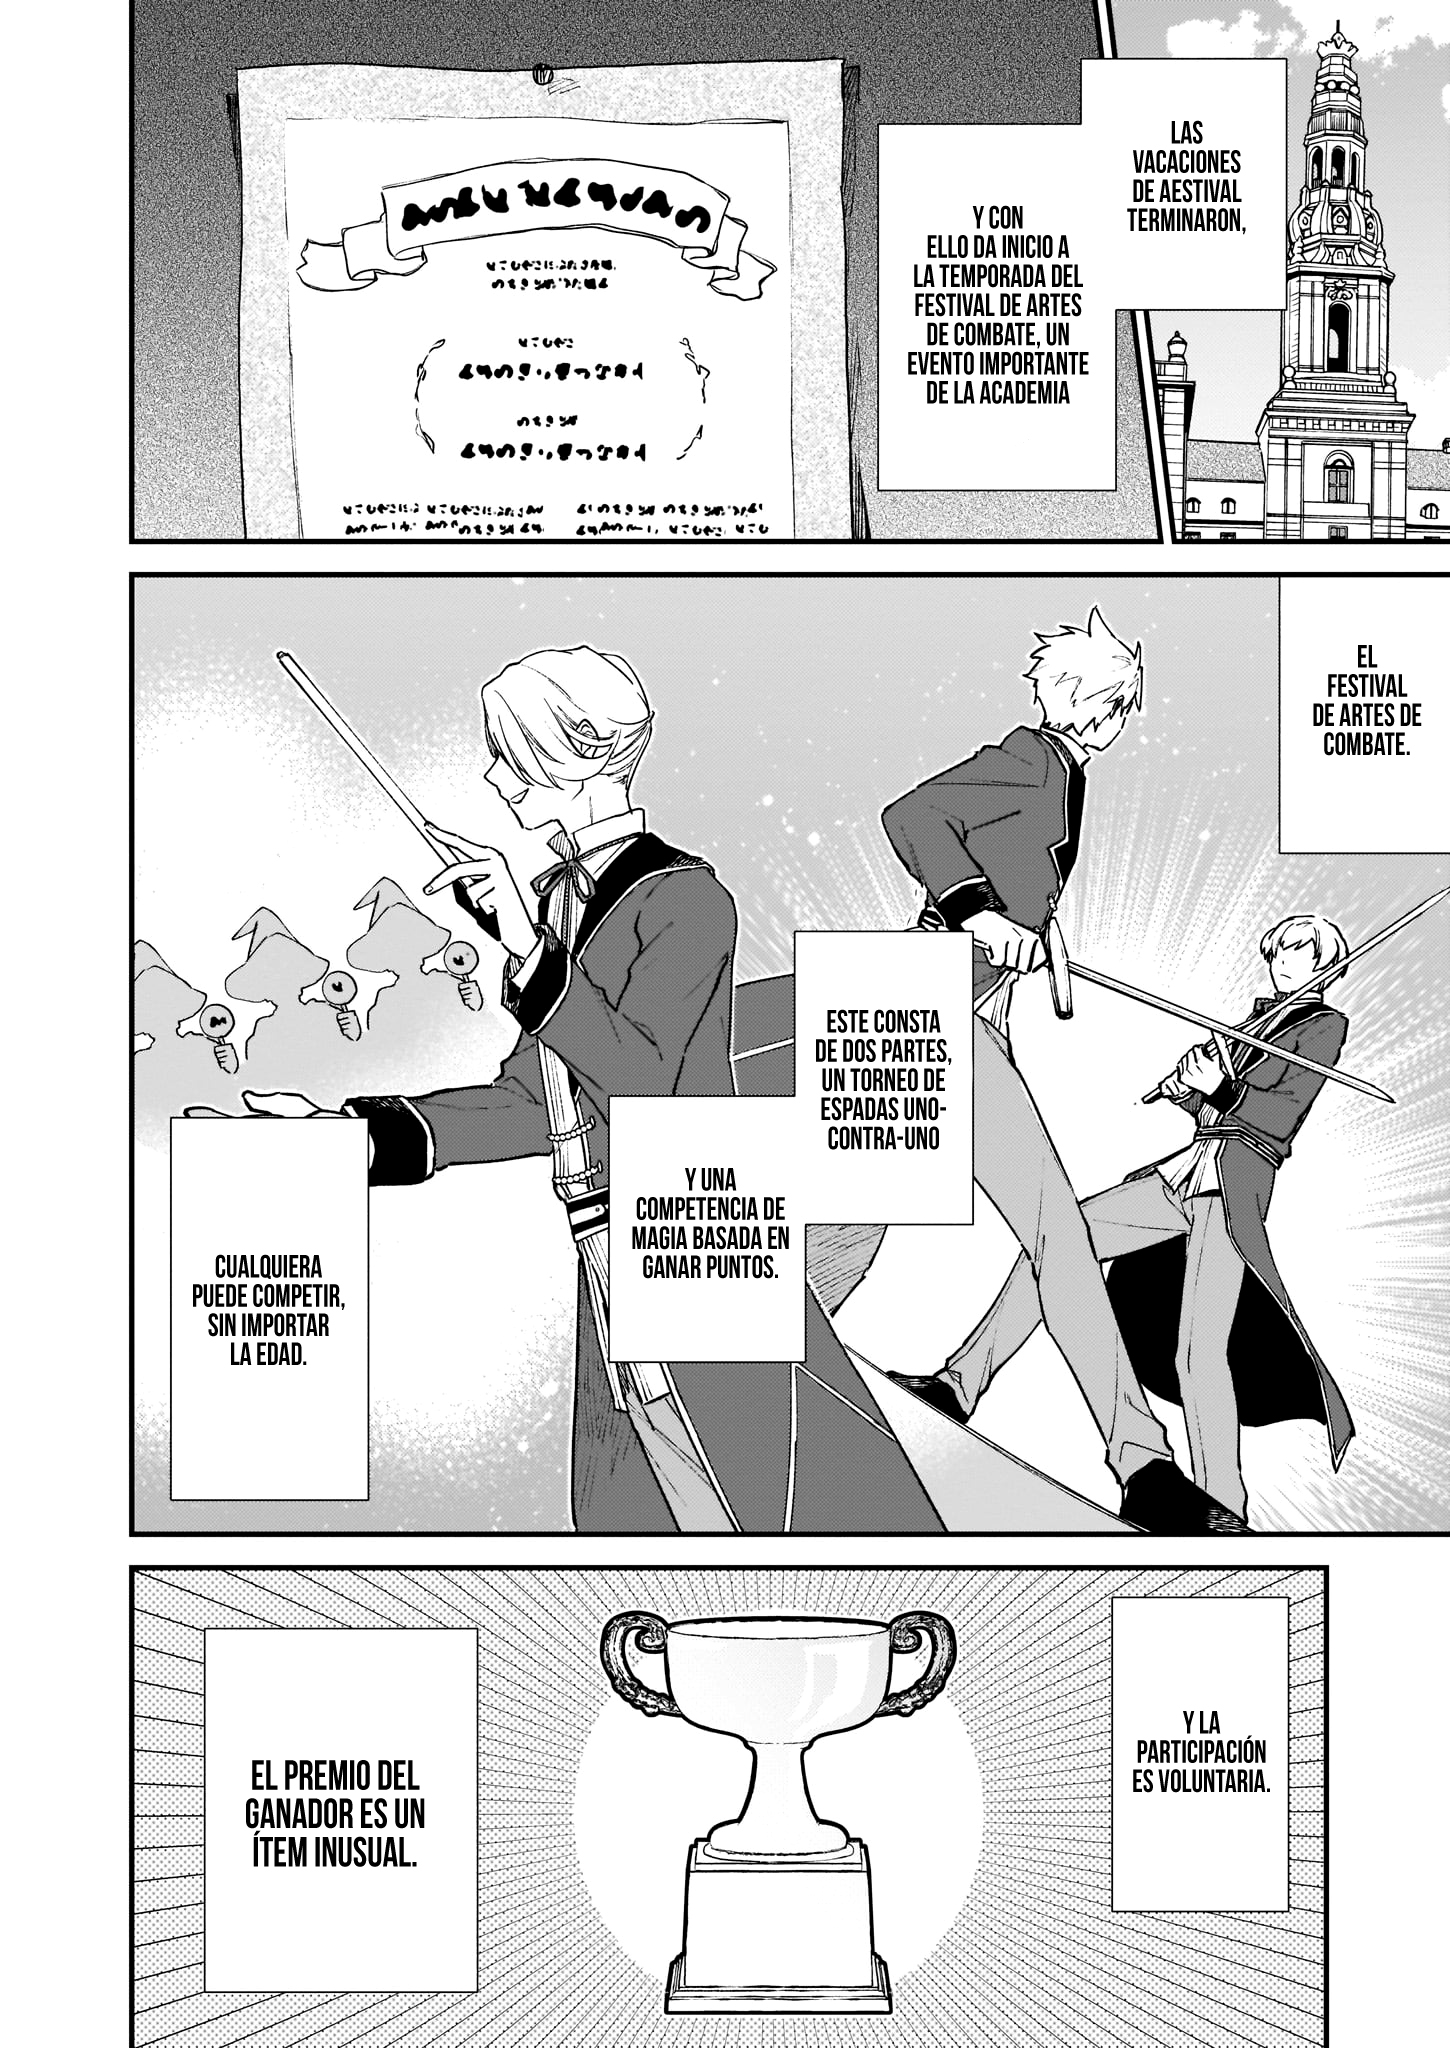 LAS
VACACIONES
DE AESTIVAL
TERMINARON,
Y CON
ELLO DA INICIO A
LA TEMPORADA DEL
FESTIVAL DE ARTES
DE COMBATE, UN
EVENTO IMPORTANTE
DE LA ACADEMIA
EL
FESTIVAL
DE ARTES DE
COMBATE.
ESTE CONSTA
DE DOS PARTES,
UN TORNEO DE
ESPADAS UNO-
CONTRA-UNO
Y UNA
COMPETENCIA DE
MAGIA BASADA EN
GANAR PUNTOS.
CUALQUIERA
PUEDE COMPETIR,
SIN IMPORTAR
LA EDAD.
Y LA
PARTICIPACIÓN
ES VOLUNTARIA.
EL PREMIO DEL
GANADOR ES UN
ÍTEM INUSUAL.